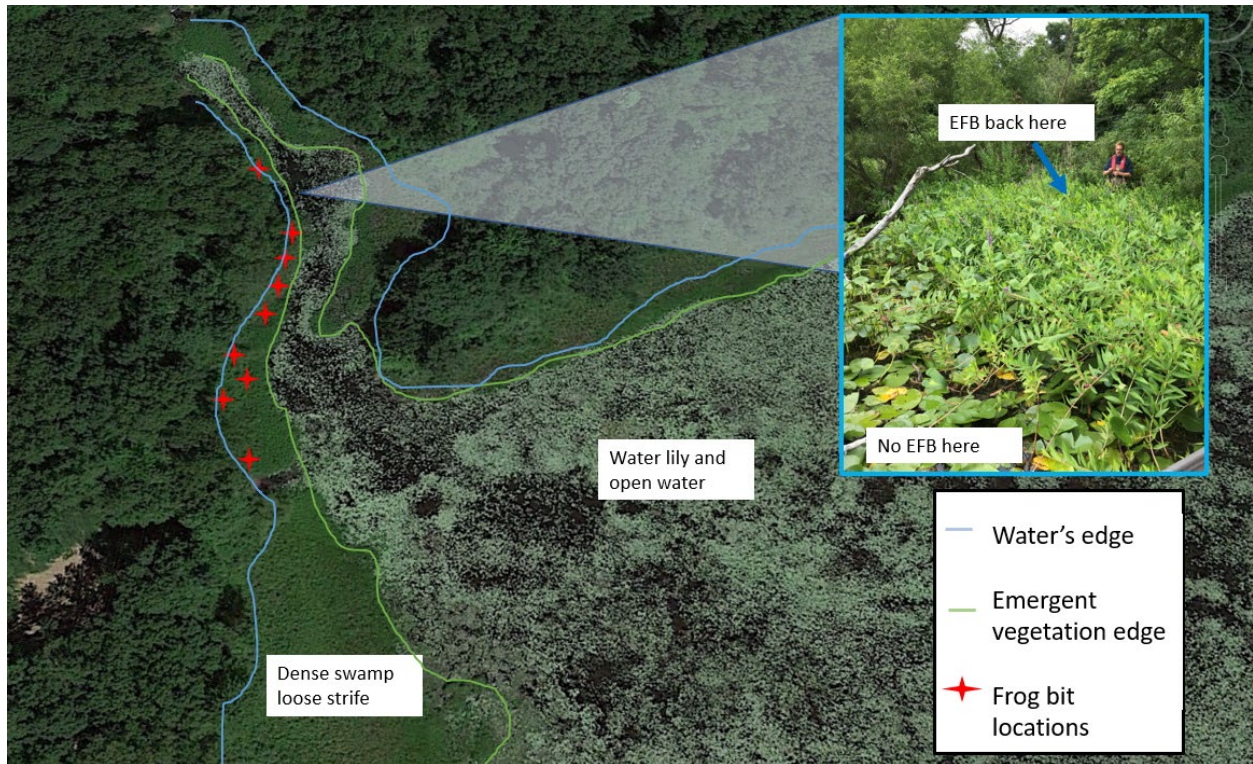 EFB back here
No EFB here
Water lily and
open water
Dense swamp
loose strife
Water's edge
Emergent
vegetation edge
Frog bit
locations